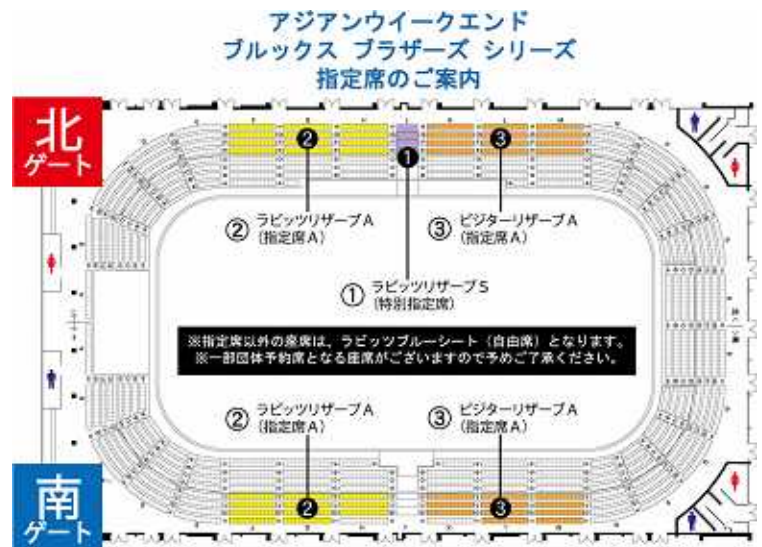 アジアンウイークエンド
ブルックス ブラザーズ シリーズ
指定席のご案内
北
ゲート
② ラビッツリザーブA
(指定席A)
③ ビジターリザーブA
(指定席A)
① ラビッツリザーブS
(特別指定席)
※指定席以外の座席は、ラビッツブルーシート（自由席）となります。
※一部団体予約席となる座席がございますので予めご了承ください。
② ラビッツリザーブA
(指定席A)
③ ビジターリザーブA
(指定席A)
南
ゲート
❷
❶
❸
❷
❸